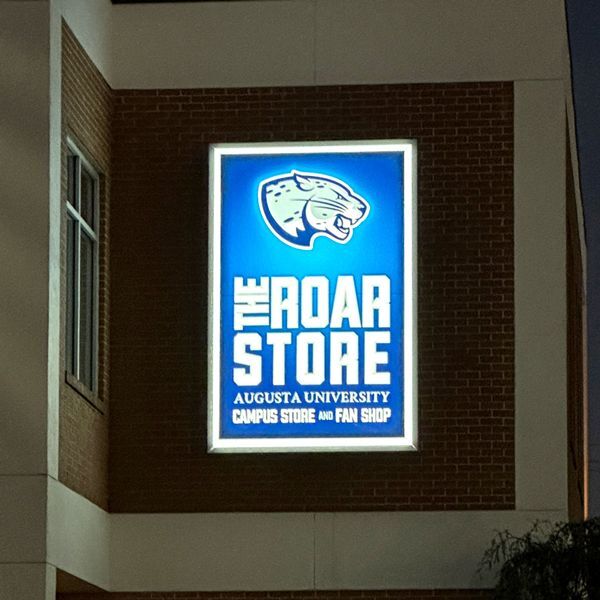 THE ROAR
STORE
AUGUSTA UNIVERSITY
CAMPUS STORE AND FAN SHOP